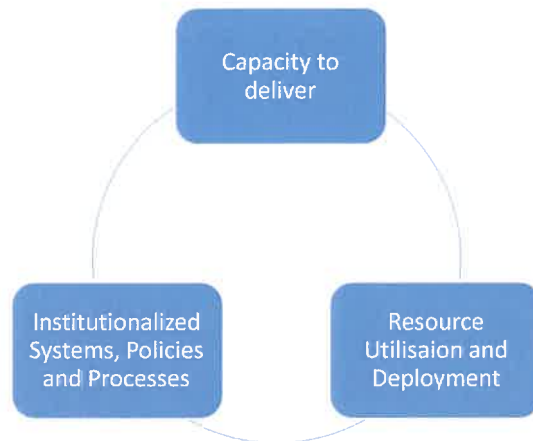 Capacity to
deliver
Institutionalized
Systems, Policies
and Processes
Resource
Utilisaion and
Deployment